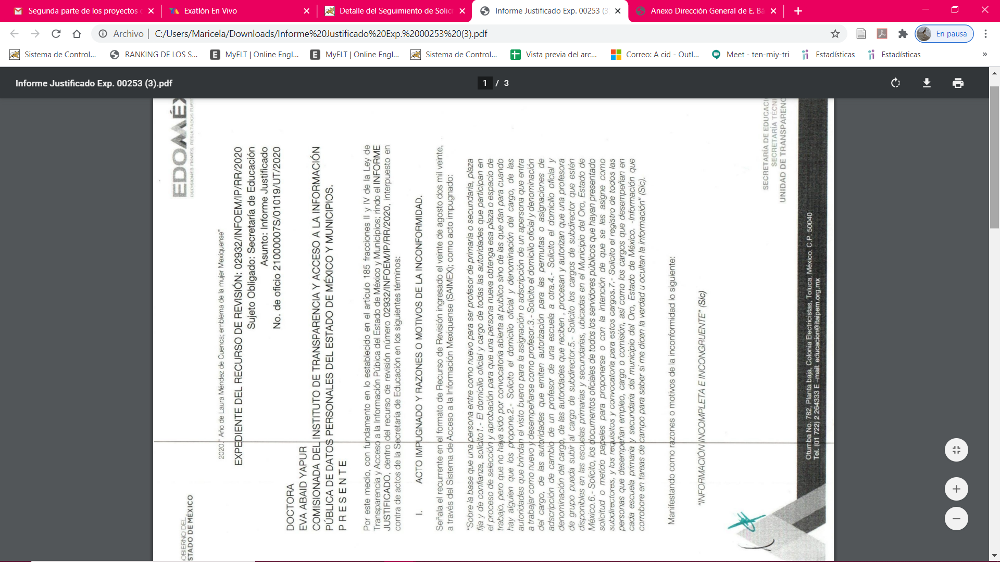 Segunda parte de los proyectos
Exatlón En Vivo
Detalle del Seguimiento de Solici
Informe Justificado Exp. 00253 (3
Anexo Dirección General de E. Bá
Archivo
C:/Users/Maricela/Downloads/Informe%20Justificado%20Exp.%2000253%20(3).pdf
En pausa
Sistema de Control...
RANKING DE LOS S...
MyELT | Online Engl...
MyELT | Online Engl...
Sistema de Control...
Vista previa del arc...
Correo: A cid - Outl...
Meet - ten-rniy-tri
Estadísticas
Estadísticas
»
Informe Justificado Exp. 00253 (3).pdf
1 / 3
GOBIERNO DEL
ESTADO DE MÉXICO
EDOMÉX
DECISIONES FIRMES, RESULTADOS FUER
2020." Año de Laura Méndez de Cuenca; emblema de la mujer Mexiquense"
EXPEDIENTE DEL RECURSO DE REVISIÓN: 02932/INFOEM/IP/RR/2020
Sujeto Obligado: Secretaría de Educación
Asunto: Informe Justificado
No. de oficio 21000007S/01019/UT/2020
DOCTORA
EVA ABAID YAPUR
COMISIONADA DEL INSTITUTO DE TRANSPARENCIA Y ACCESO A LA INFORMACIÓN
PÚBLICA DE DATOS PERSONALES DEL ESTADO DE MÉXICO Y MUNICIPIOS.
P R E S E N T E
Por este medio, con fundamento en lo establecido en el artículo 185 fracciones II y IV de la Ley de
Transparencia y Acceso a la Información Pública del Estado de México y Municipios; rindo el INFORME
JUSTIFICADO, dentro del recurso de revisión número 02932/INFOEM/IP/RR/2020, interpuesto en
contra de actos de la Secretaría de Educación en los siguientes términos:
I. ACTO IMPUGNADO Y RAZONES O MOTIVOS DE LA INCONFORMIDAD.
Señala el recurrente en el formato de Recurso de Revisión ingresado el veinte de agosto dos mil veinte,
a través del Sistema de Acceso a la Información Mexiquense (SAIMEX); como acto impugnado:
"Sobre la base que una persona entre como nuevo para ser profesor de primaria o secundaria, plaza
fija y de confianza, solicito1.- El domicilio oficial y cargo de todas las autoridades que participan en
el proceso de selección y aprobación para que una persona nueva obtenga esa plaza o espacio de
trabajo, pero que no haya sido por convocatoria abierta al publico sino de las que dan para cuando
hay alguien que los propone.2.- Solicito el domicilio oficial y denominación del cargo, de las
autoridades que brindan el visto bueno para la asignación o adscripción de un apersona que entra
a trabajar como nuevo y desempeñarse como profesor.3.- Solicito el domicilio oficial y denominación
del cargo, de las autoridades que emiten autorización para las permutas o asignaciones de
adscripción de cambio de un profesor de una escuela a otra.4.- Solicito el domicilio oficial y
denominación del cargo, de las autoridades que reciben , procesan y autorizan que una profesora
de grupo pueda subir al cargo de subdirector.5.- Solicito los cargos de subdirector que estén
disponibles en las escuelas primarias y secundarias, ubicadas en el Municipio del Oro, Estado de
México.6.- Solicito, los documentos oficiales de todos los servidores públicos que hayan presentado
solicitud o metido papeles para proponerse o con la intención de que se les asigne como
subdirectores, y los requisitos y convocatoria para estos cargos.7.- Solicito el registro de todos las
personas que desempeñan empleo, cargo o comisión, así como los cargos que desempeñan en
cada escuela primaria y secundaria del municipio del Oro, Estado de México. -Información que
corrobore en tareas de campo para saber si me dicen la verdad u ocultan la información" (Sic).
Manifestando como razones o motivos de la inconformidad lo siguiente:
"INFORMACIÓN INCOMPLETA E INCONGRUENTE" (Sic)
SECRETARÍA DE EDUCACI
SECRETARÍA TÉCNI
UNIDAD DE TRANSPARENC
Otumba No. 782, Planta baja, Colonia Electricistas, Toluca, México. C.P. 50040
Tel. (01 722) 2 264333 E –mail: educacion@itaipem.org.mx